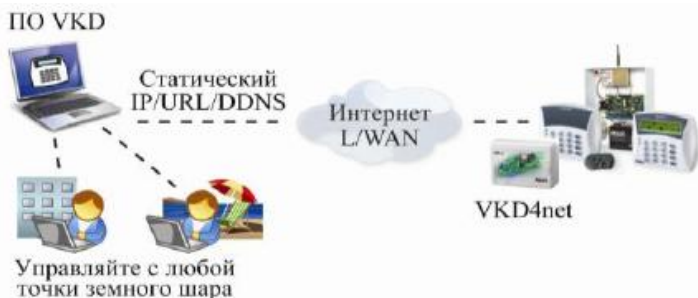 ПО VKD
Статический
IP/URL/DDNS
Интернет
L/WAN
VKD4net
Управляйте с любой
точки земного шара